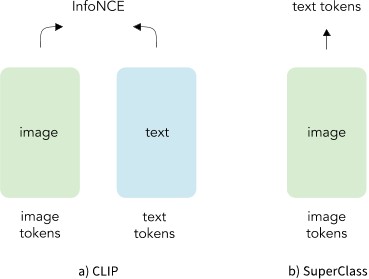 InfoNCE
text tokens
image
text
image
image
tokens
text
tokens
image
tokens
a) CLIP
b) SuperClass